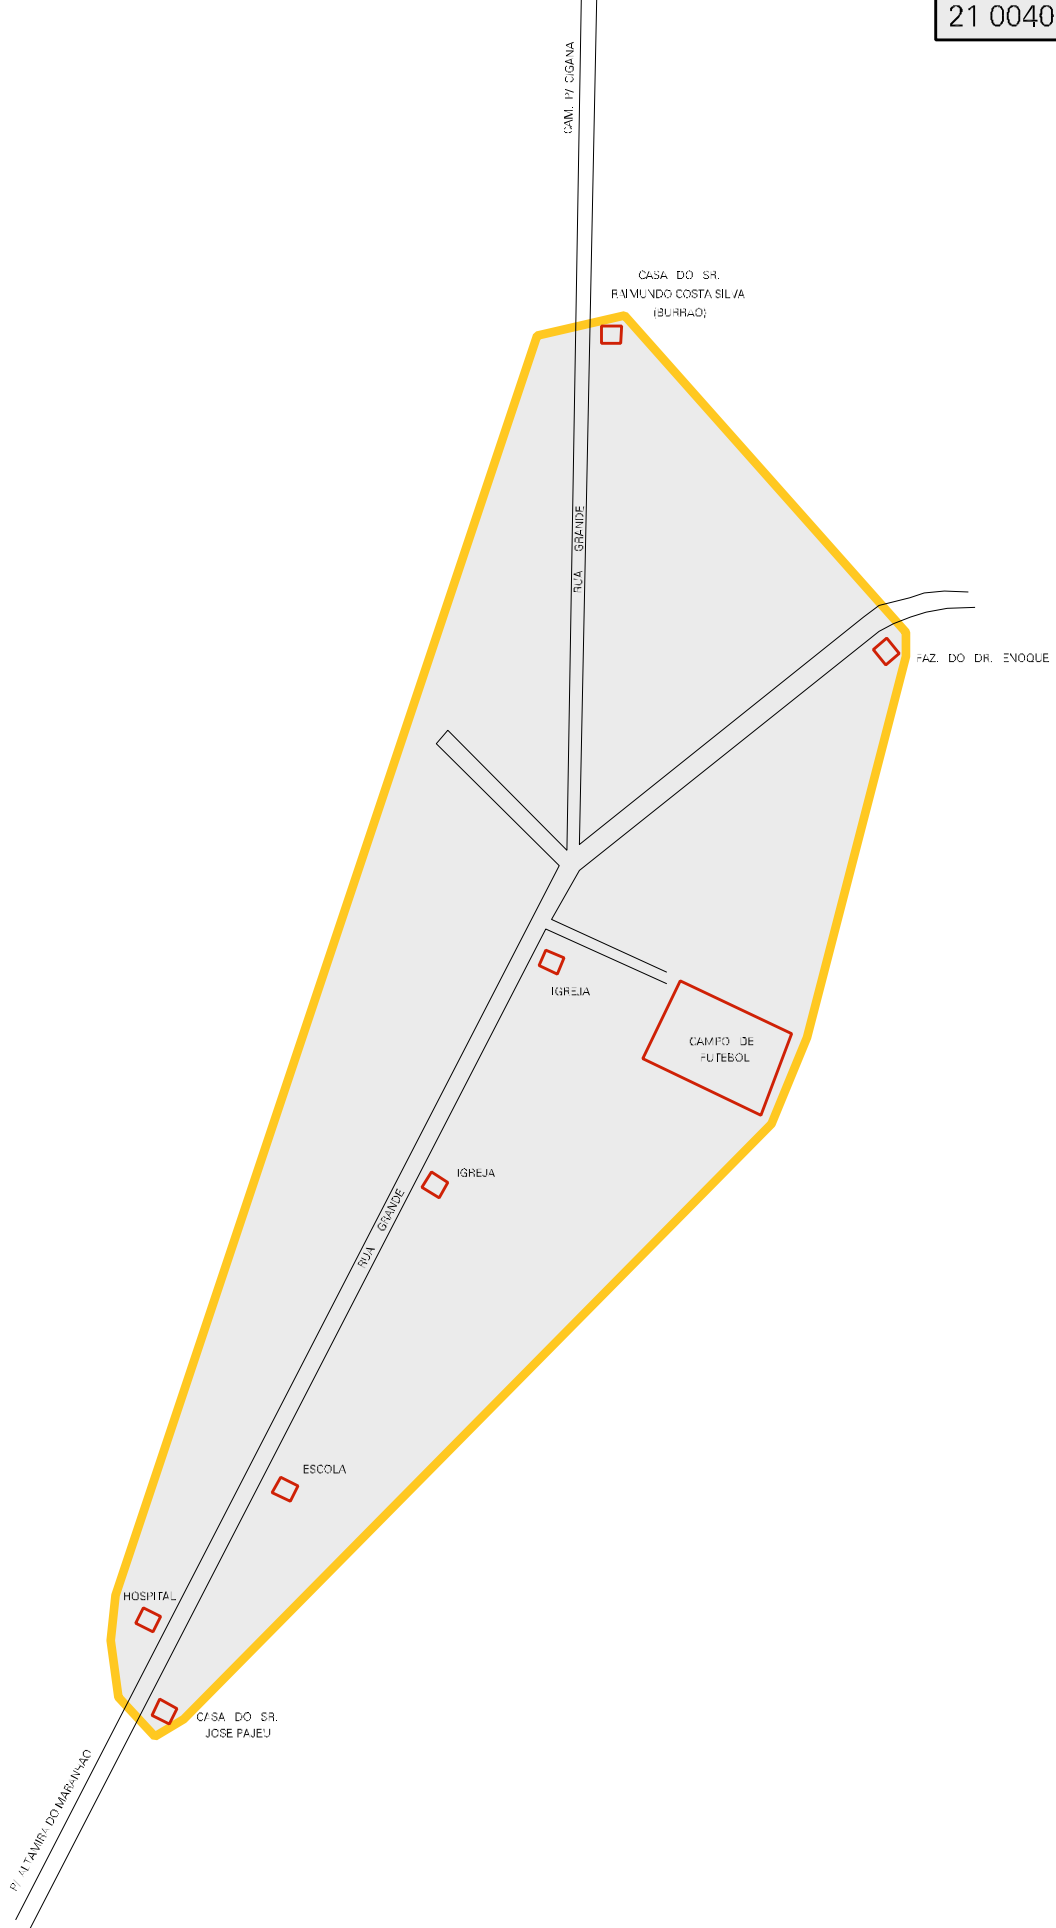 21 0040
CAM. P/ CIGANA
CASA DO SR.
RAIMUNDO COSTA SILVA
(BURRAO)
RUA GRANDE
FAZ. DO DR. ENOQUE
IGREJA
CAMPO DE
FUTEBOL
IGREJA
RUA GRANDE
ESCOLA
HOSPITAL
CASA DO SR.
JOSE PAJEU
P/ ALTAMIRA DO MARANHAO